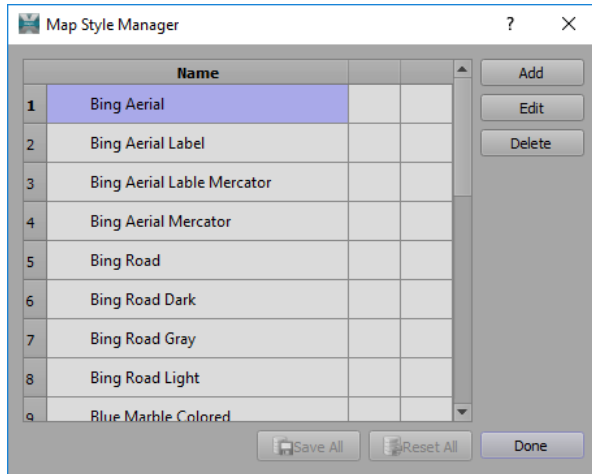 Map Style Manager ? ×
Name
1 Bing Aerial
2 Bing Aerial Label
3 Bing Aerial Lable Mercator
4 Bing Aerial Mercator
5 Bing Road
6 Bing Road Dark
7 Bing Road Gray
8 Bing Road Light
9 Blue Marble Colored
Add
Edit
Delete
Save All Reset All Done